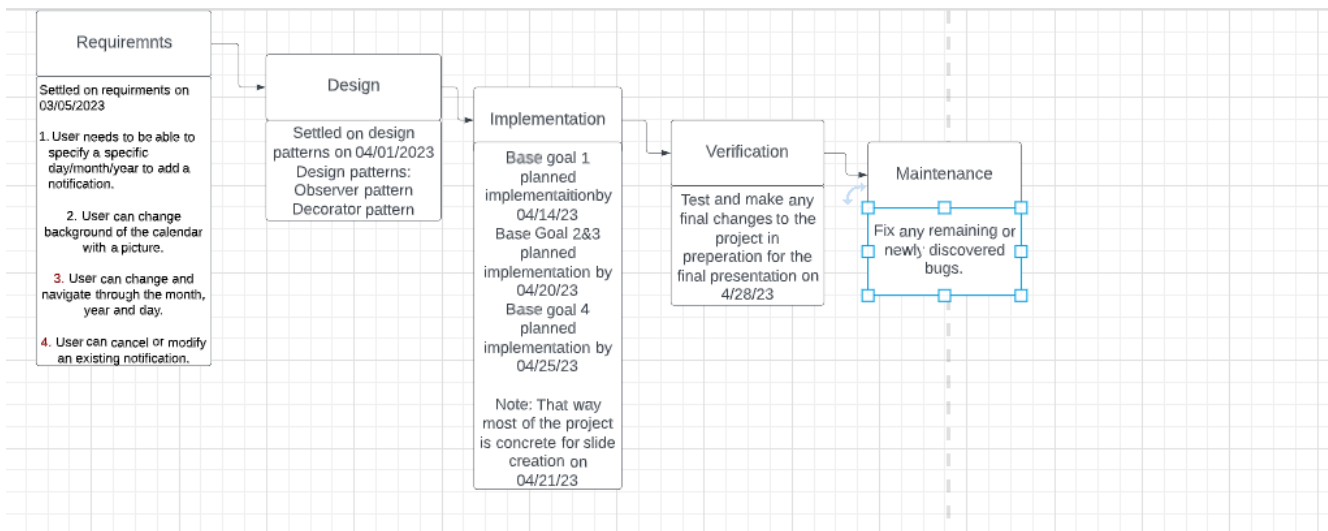 Requiremnts
Settled on requirments on
03/05/2023
1. User needs to be able to
specify a specific
day/month/year to add a
notification.
2. User can change
background of the calendar
with a picture.
3. User can change and
navigate through the month,
year and day.
4. User can cancel or modify
an existing notification.
Design
Settled on design
patterns on 04/01/2023
Design patterns:
Observer pattern
Decorator pattern
Implementation
Base goal 1
planned
implementaitionby
04/14/23
Base Goal 2&3
planned
implementation by
04/20/23
Base goal 4
planned
implementation by
04/25/23
Note: That way
most of the project
is concrete for slide
creation on
04/21/23
Verification
Test and make any
final changes to the
project in
preperation for the
final presentation on
4/28/23
Maintenance
Fix any remaining or
newly discovered
bugs.